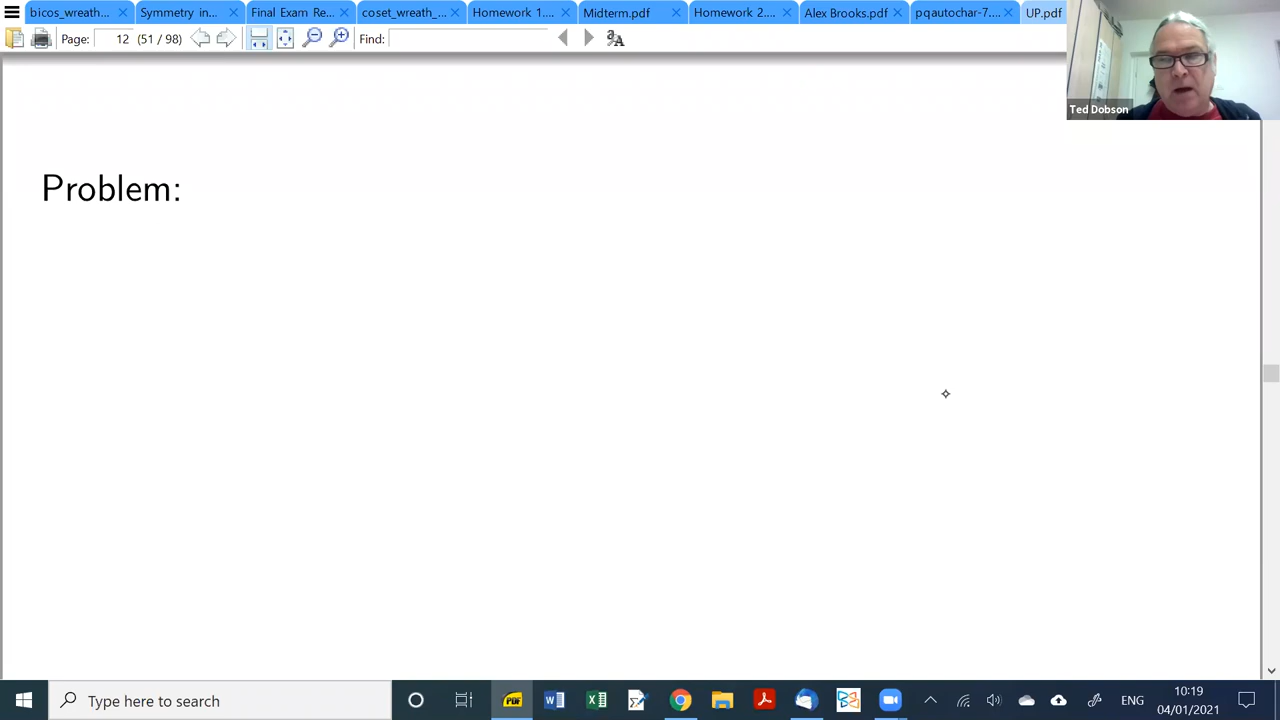 bicos_wreath... Symmetry in... Final Exam Re... coset_wreath_... Homework 1.... Midterm.pdf Homework 2.... Alex Brooks.pdf pqautochar-7.... UP.pdf
Page: 12 (51 / 98) Find:
Ted Dobson
Problem:
Type here to search
ENG
10:19
04/01/2021